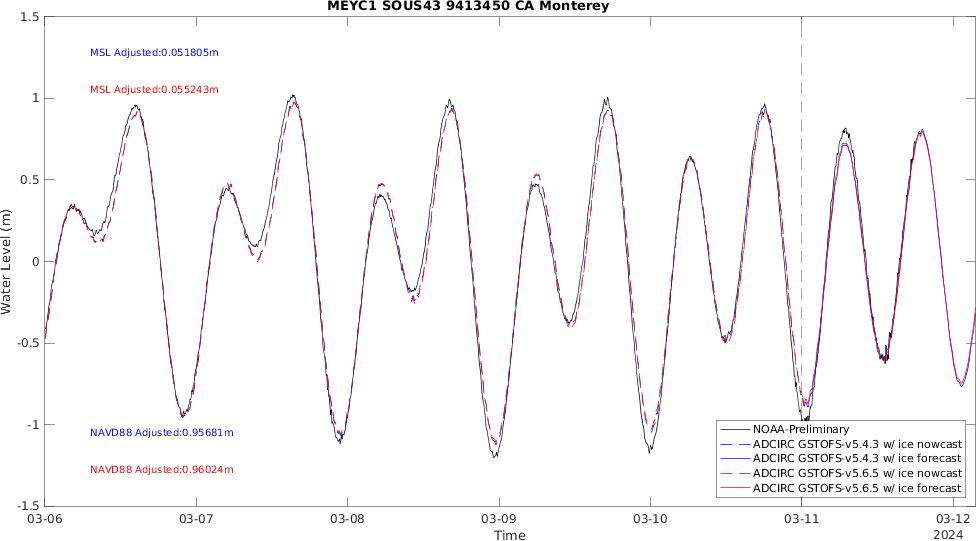 MEYC1 SOUS43 9413450 CA Monterey
1.5
1
0.5
0
-0.5
-1
-1.5
Water Level (m)
MSL Adjusted:0.051805m
MSL Adjusted:0.055243m
NAVD88 Adjusted:0.95681m
NAVD88 Adjusted:0.96024m
NOAA-Preliminary
ADCIRC GSTOFS-v5.4.3 w/ ice nowcast
ADCIRC GSTOFS-v5.4.3 w/ ice forecast
ADCIRC GSTOFS-v5.6.5 w/ ice nowcast
ADCIRC GSTOFS-v5.6.5 w/ ice forecast
03-06 03-07 03-08 03-09 03-10 03-11 03-12
2024
Time